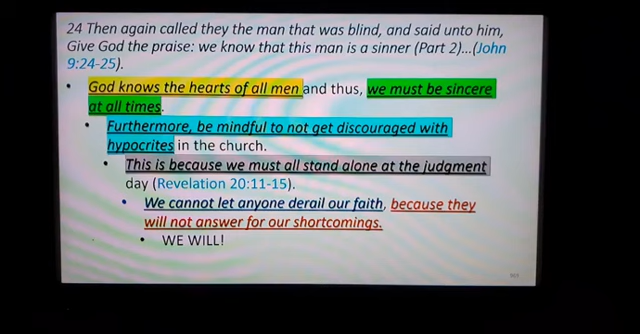 24 Then again called they the man that was blind, and said unto him,
Give God the praise: we know that this man is a sinner (Part 2)...(John
9:24-25).
• God knows the hearts of all men and thus, we must be sincere
at all times.
• Furthermore, be mindful to not get discouraged with
hypocrites in the church.
• This is because we must all stand alone at the judgment
day (Revelation 20:11-15).
• We cannot let anyone derail our faith, because they
will not answer for our shortcomings.
• WE WILL!